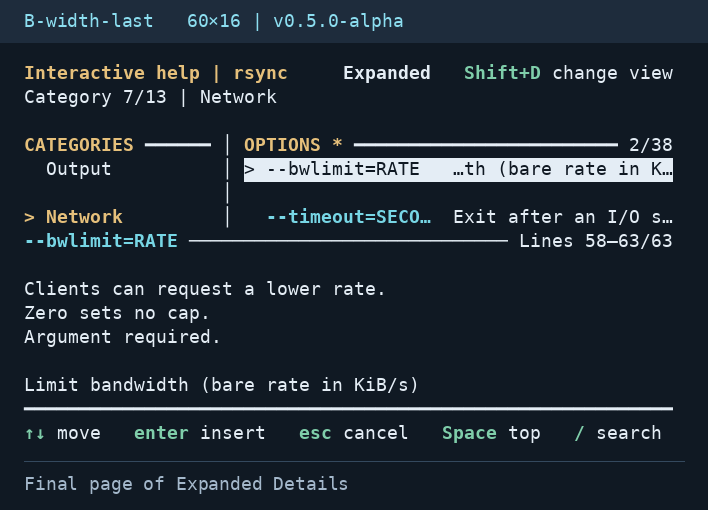 B-width-last   60×16 | v0.5.0-alpha
Interactive help | rsync     Expanded   Shift+D change view
Category 7/13 | Network
CATEGORIES ━━━━━━ │ OPTIONS * ━━━━━━━━━━━━━━━━━━━━━━━━ 2/38
  Output          │ > --bwlimit=RATE   …th (bare rate in K…
                  │
> Network         │   --timeout=SECO…  Exit after an I/O s…
--bwlimit=RATE ───────────────────────────── Lines 58–63/63
Clients can request a lower rate.
Zero sets no cap.
Argument required.
Limit bandwidth (bare rate in KiB/s)
↑↓ move   enter insert   esc cancel   Space top   / search
Final page of Expanded Details